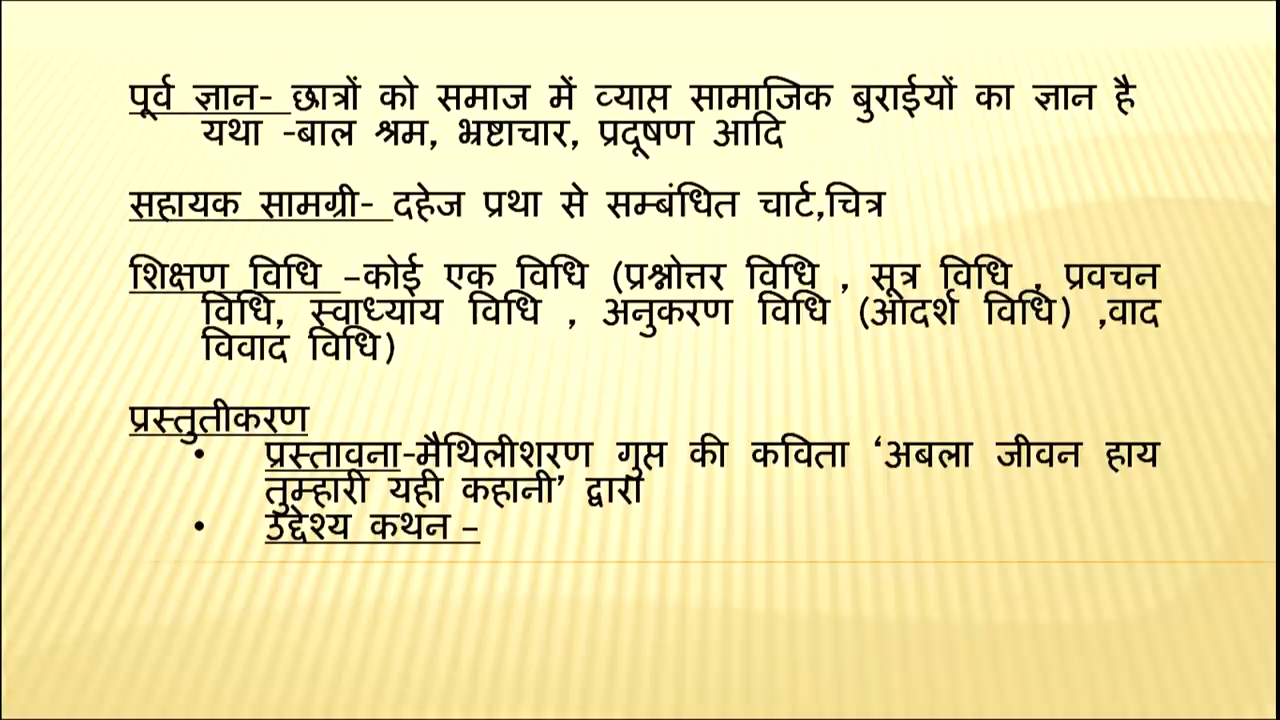 पूर्व ज्ञान- छात्रों को समाज में व्याप्त सामाजिक बुराईयों का ज्ञान है
यथा -बाल श्रम, भ्रष्टाचार, प्रदूषण आदि
सहायक सामग्री- दहेज प्रथा से सम्बंधित चार्ट,चित्र
शिक्षण विधि –कोई एक विधि (प्रश्नोत्तर विधि , सूत्र विधि , प्रवचन
विधि, स्वाध्याय विधि , अनुकरण विधि (आदर्श विधि) ,वाद
विवाद विधि)
प्रस्तुतीकरण
• प्रस्तावना-मैथिलीशरण गुप्त की कविता ‘अबला जीवन हाय
तुम्हारी यही कहानी’ द्वारा
• उद्देश्य कथन –